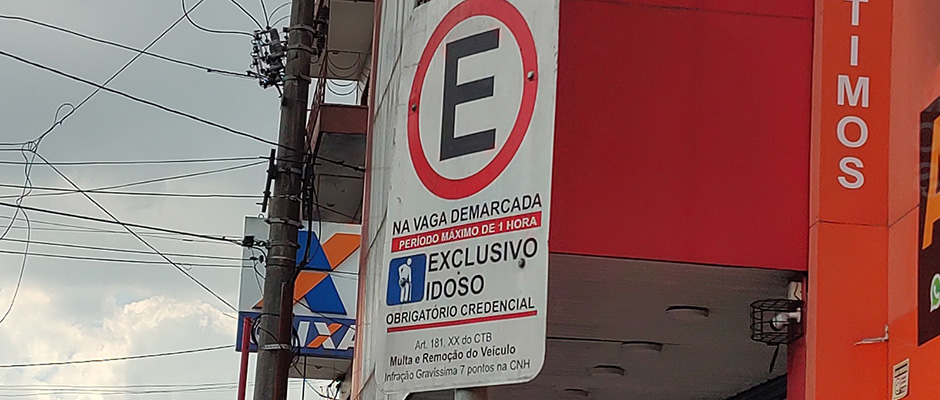 E
NA VAGA DEMARCADA
PERÍODO MÁXIMO DE 1 HORA
EXCLUSIVO
IDOSO
OBRIGATÓRIO CREDENCIAL
Art. 181, XX do CTB
Multa e Remoção do Veículo
Infração Gravíssima 7 pontos na CNH
TIMOS